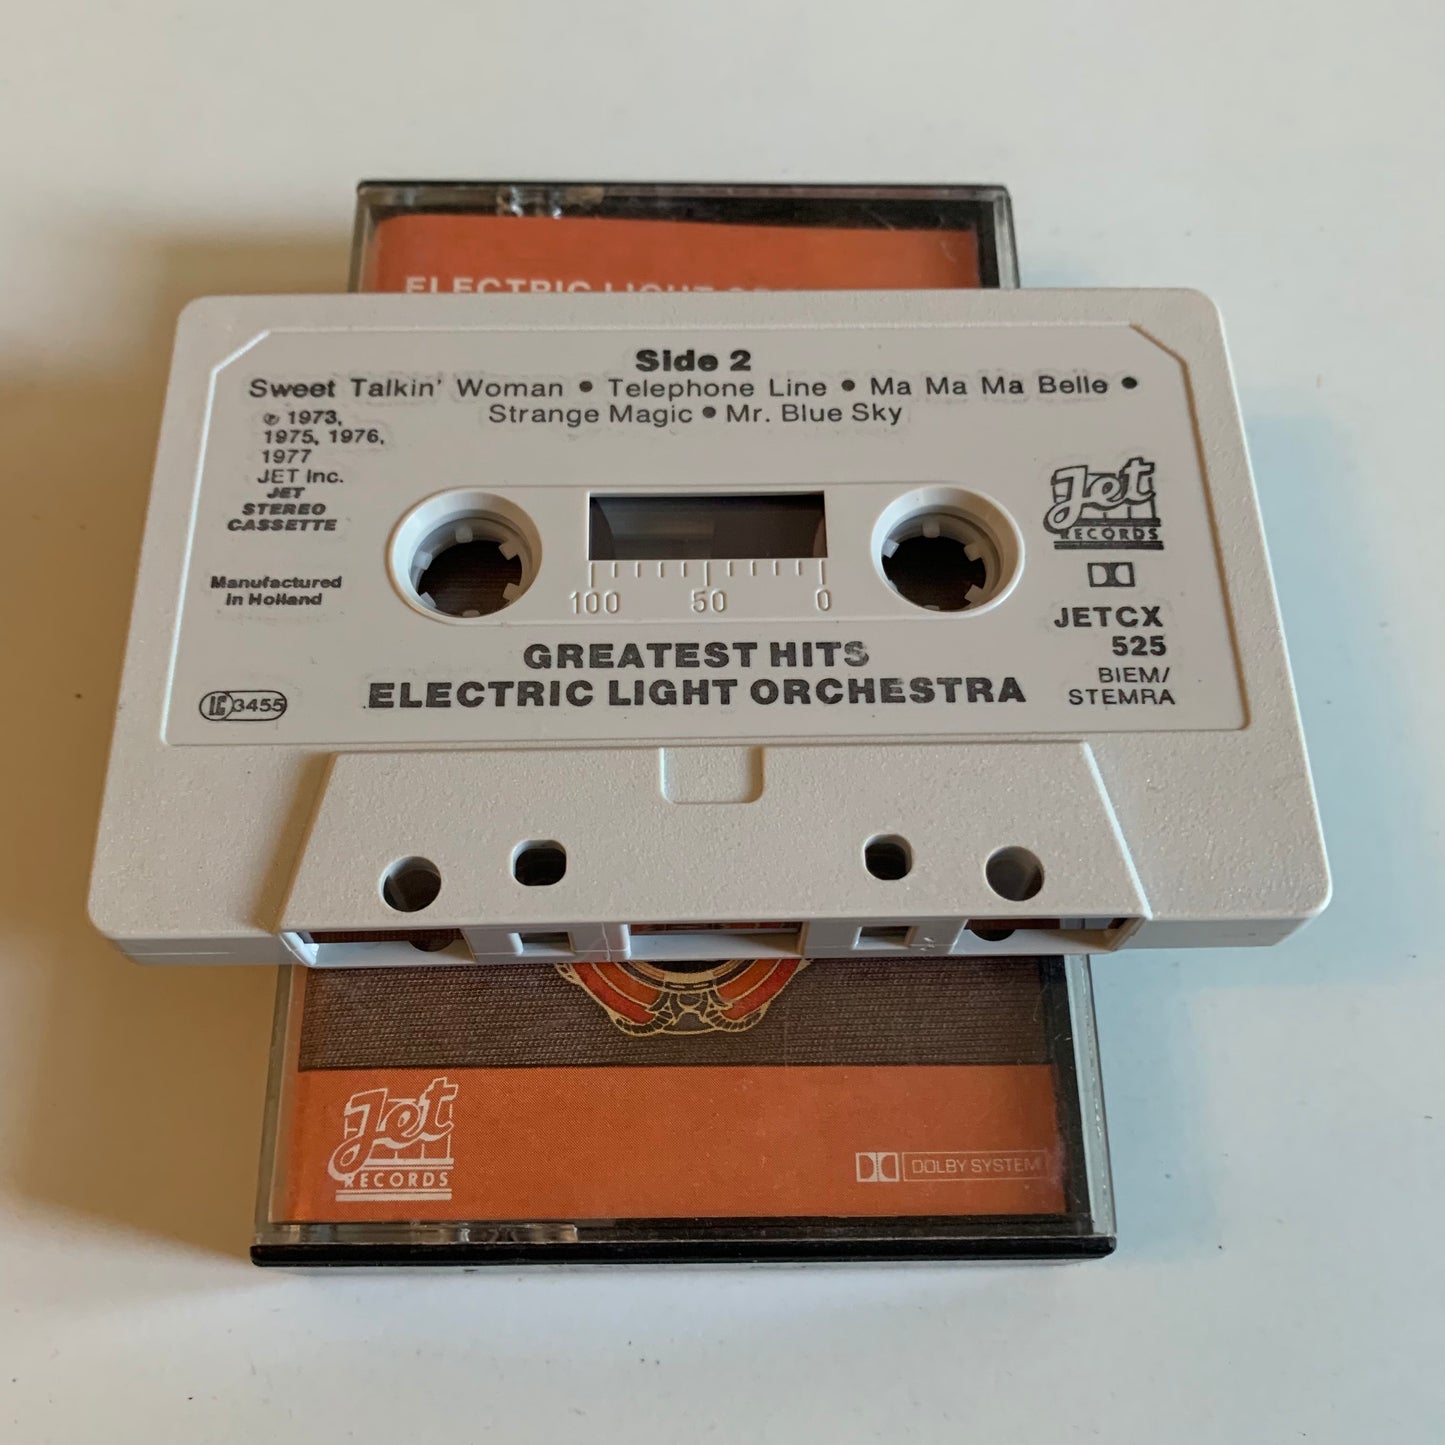 ELECTRIC LIGHT
Side 2
Sweet Talkin' Woman • Telephone Line • Ma Ma Ma Belle •
Strange Magic • Mr. Blue Sky
℗ 1973,
1975, 1976,
1977
JET Inc.
JET
STEREO
CASSETTE
Manufactured
in Holland
LC 3455
100 50 0
GREATEST HITS
ELECTRIC LIGHT ORCHESTRA
Jet
RECORDS
JETCX
525
BIEM/
STEMRA
Jet
RECORDS
DOLBY SYSTEM